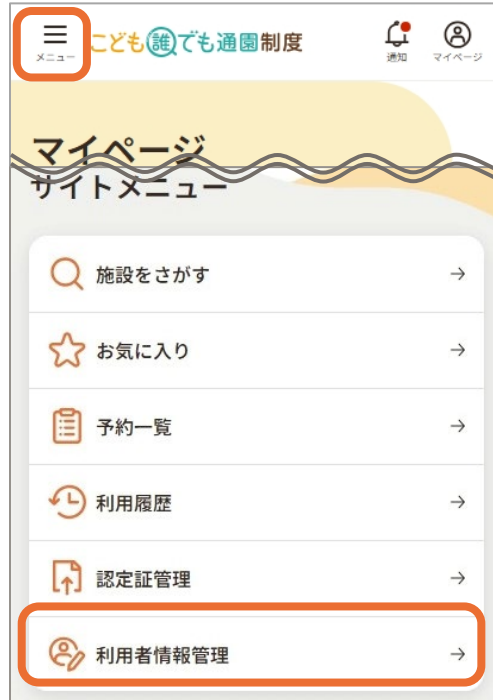 メニュー
こども誰でも通園制度
通知
マイページ
マイページ
サイトメニュー
施設をさがす
お気に入り
予約一覧
利用履歴
認定証管理
利用者情報管理